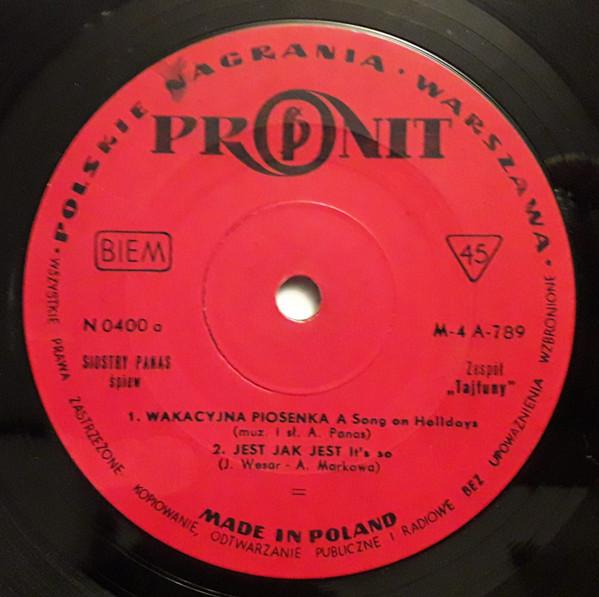 • POLSKIE NAGRANIA • WARSZAWA •
PRONIT
BIEM
45
N 0400 a
M-4 A-789
SIOSTRY PANAS
śpiew
Zespół
„Tajfuny”
1. WAKACYJNA PIOSENKA A Song on Holidays
(muz. i sł. A. Panas)
2. JEST JAK JEST It's so
(J. Wesar - A. Markowa)
=
MADE IN POLAND
WSZYSTKIE PRAWA ZASTRZEŻONE. KOPIOWANIE, ODTWARZANIE PUBLICZNE I RADIOWE BEZ UPOWAŻNIENIA WZBRONIONE